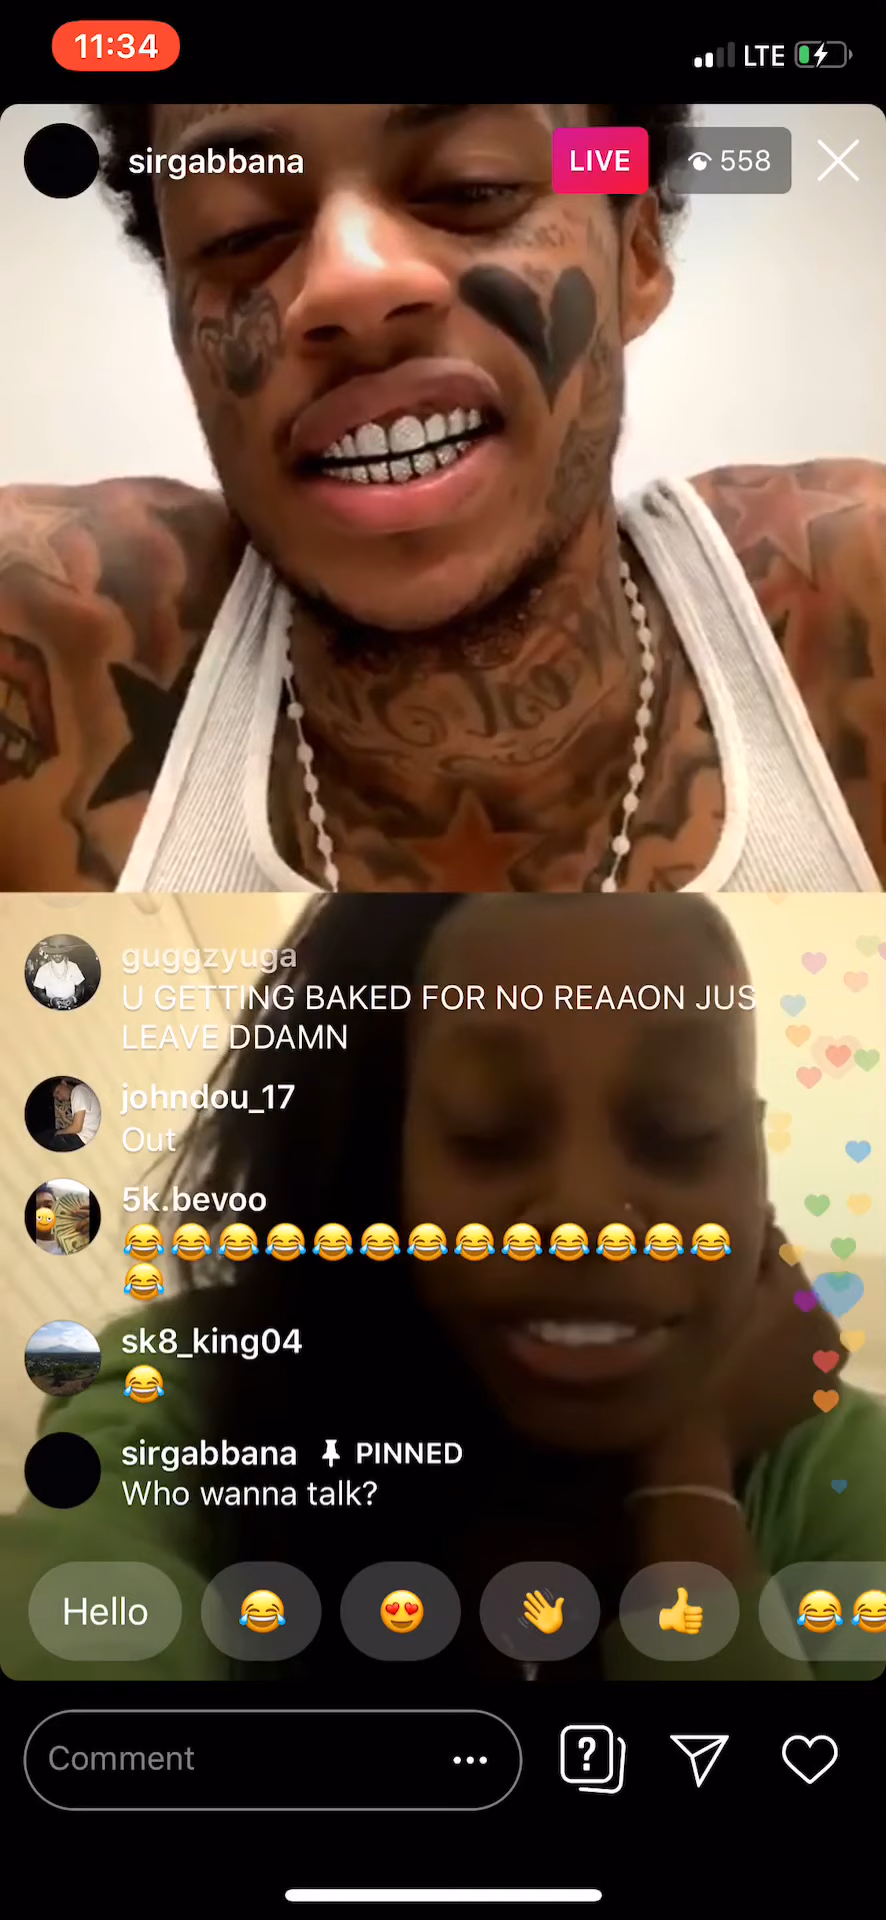 11:34
LTE
sirgabbana
LIVE
558
guggzyuga
U GETTING BAKED FOR NO REAAON JUS
LEAVE DDAMN
johndou_17
Out
5k.bevoo
😂😂😂😂😂😂😂😂😂😂😂😂😂
😂
sk8_king04
😂
sirgabbana PINNED
Who wanna talk?
Hello 😂 😍 👋 👍 😂😂
Comment
?